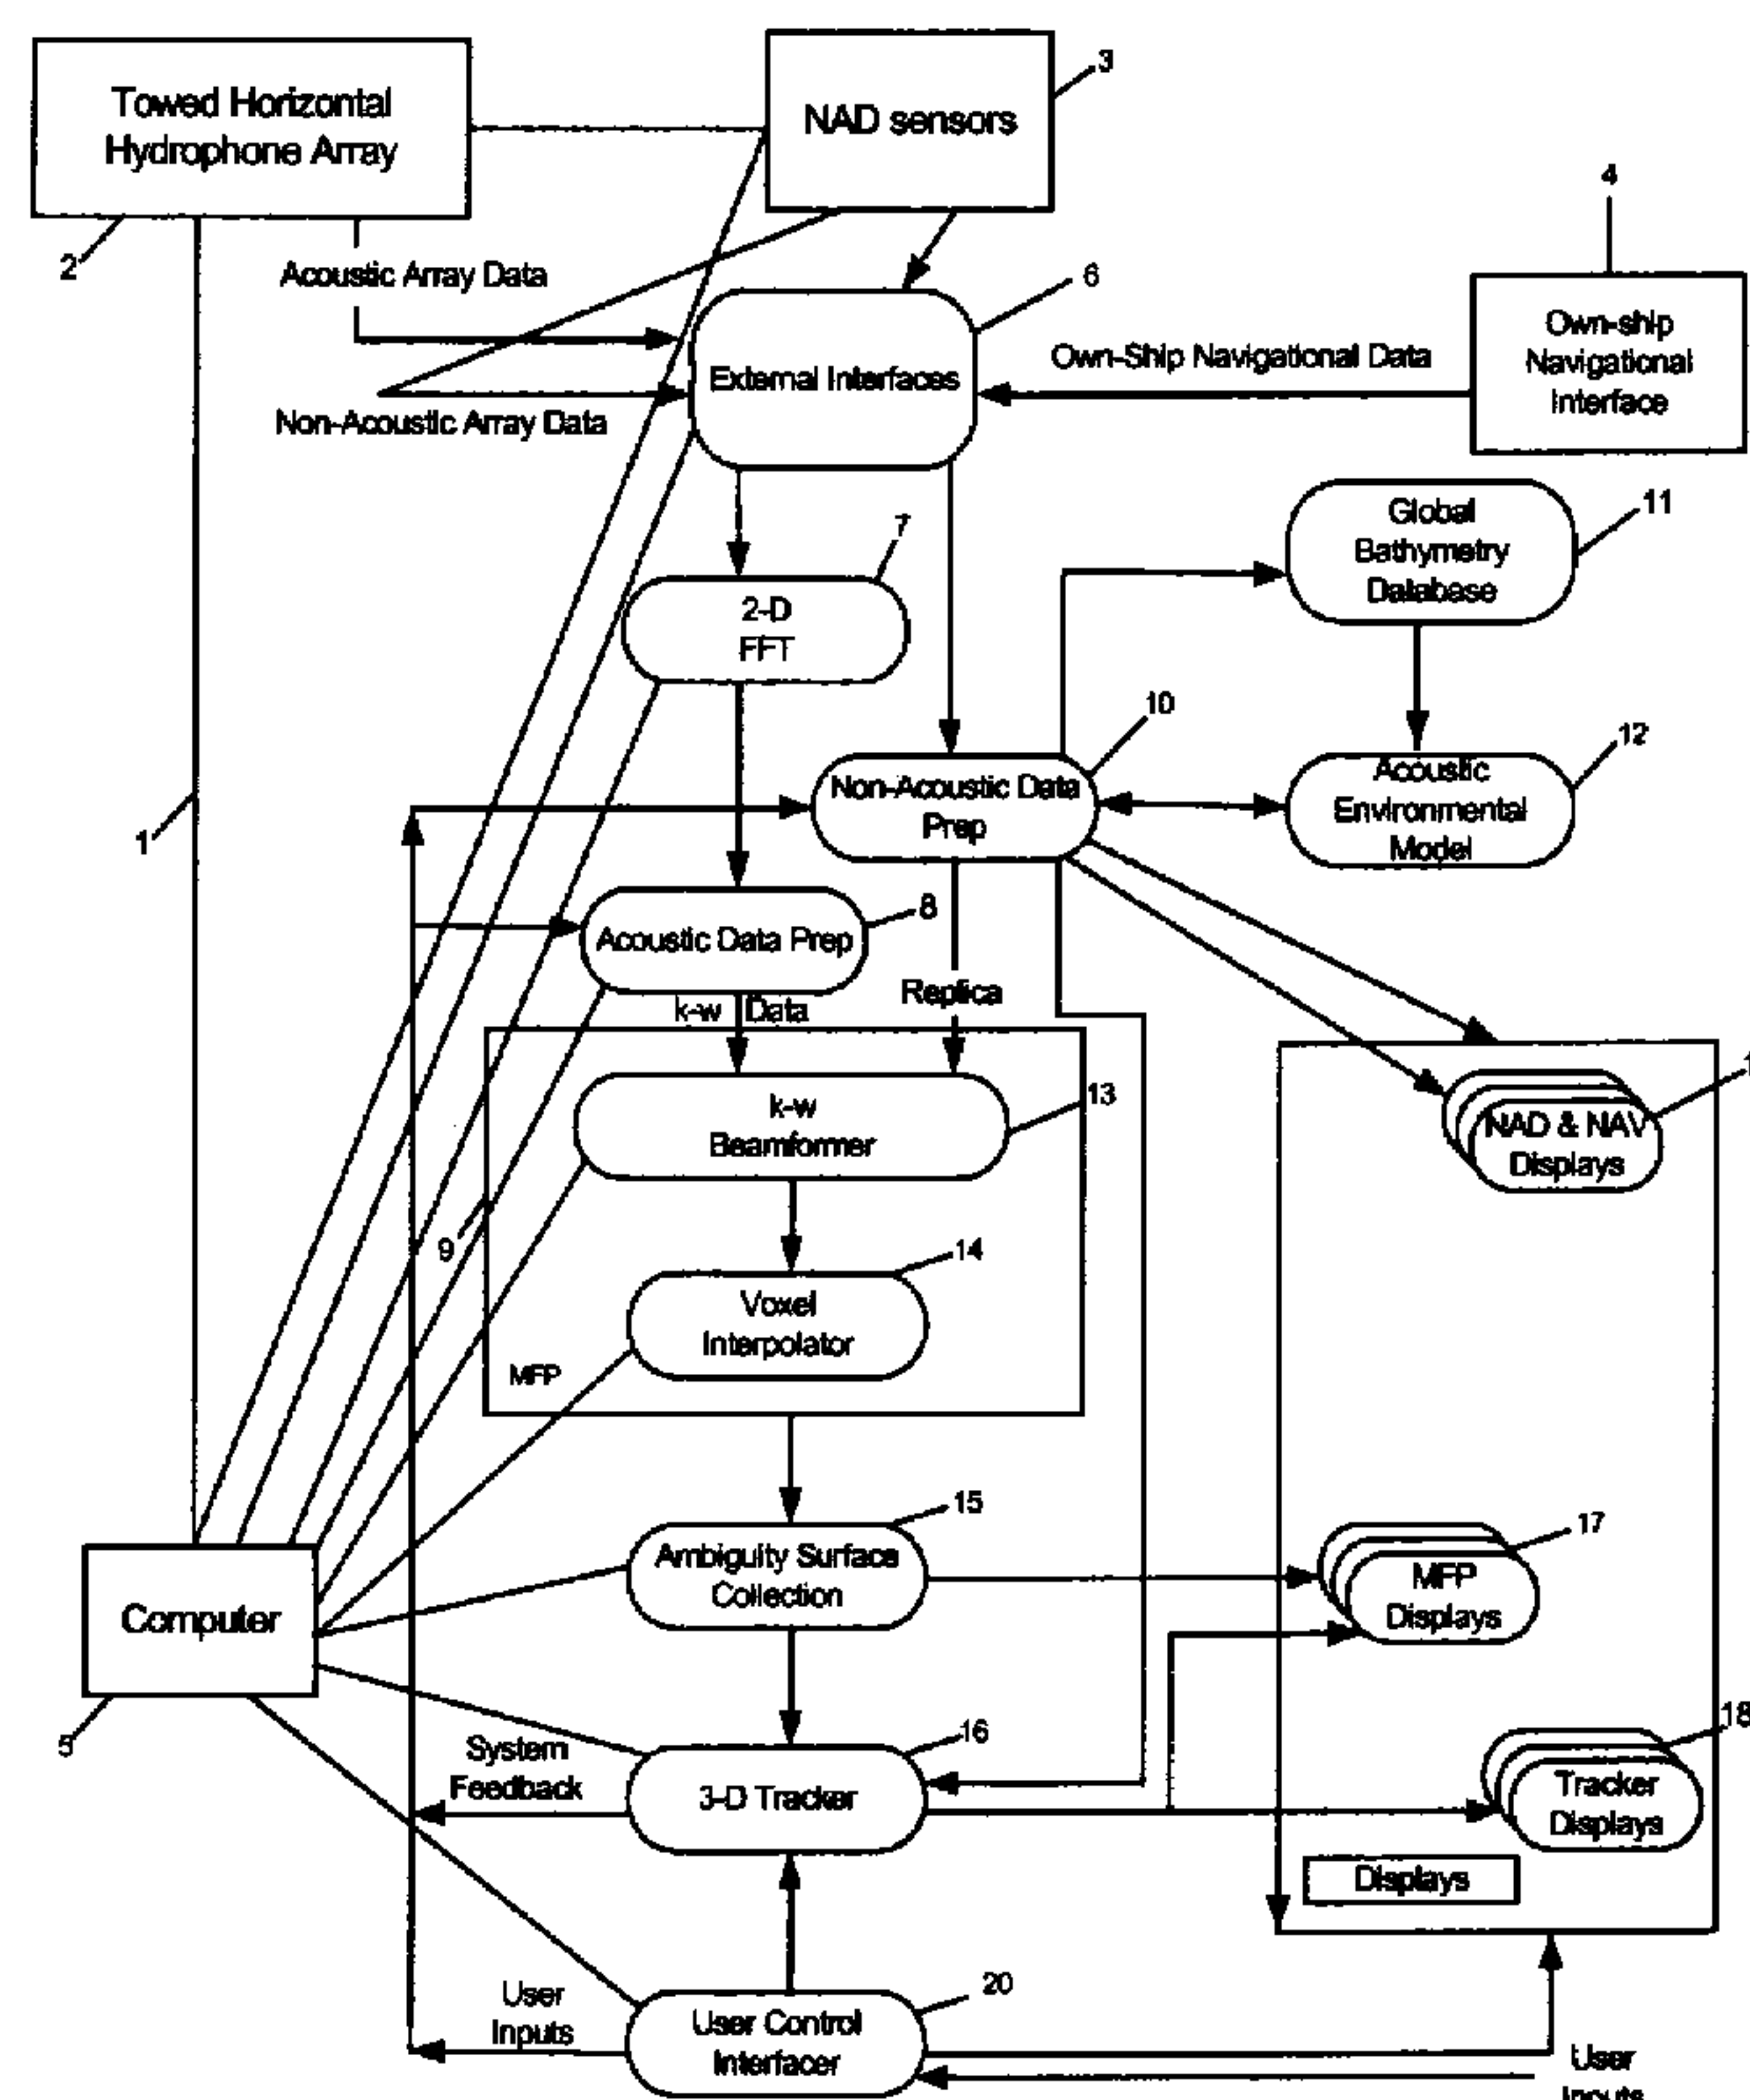 Towed Horizontal
Hydrophone Array
NAD sensors
3
4
2
Acoustic Array Data
6
Own-ship
Navigational
Interface
Own-Ship Navigational Data
External Interfaces
Non-Acoustic Array Data
7
Global
Bathymetry
Database
11
2-D
FFT
10
12
Non-Acoustic Data
Prep
Acoustic
Environmental
Model
1
8
Acoustic Data Prep
k-w Data
Replica
k-w
Beamformer
13
NAD & NAV
Displays
9
14
Voxel
Interpolator
MFP
15
17
Ambiguity Surface
Collection
MFP
Displays
Computer
5
16
18
System
Feedback
3-D Tracker
Tracker
Displays
Displays
20
User
Inputs
User Control
Interfacer
User
Inputs